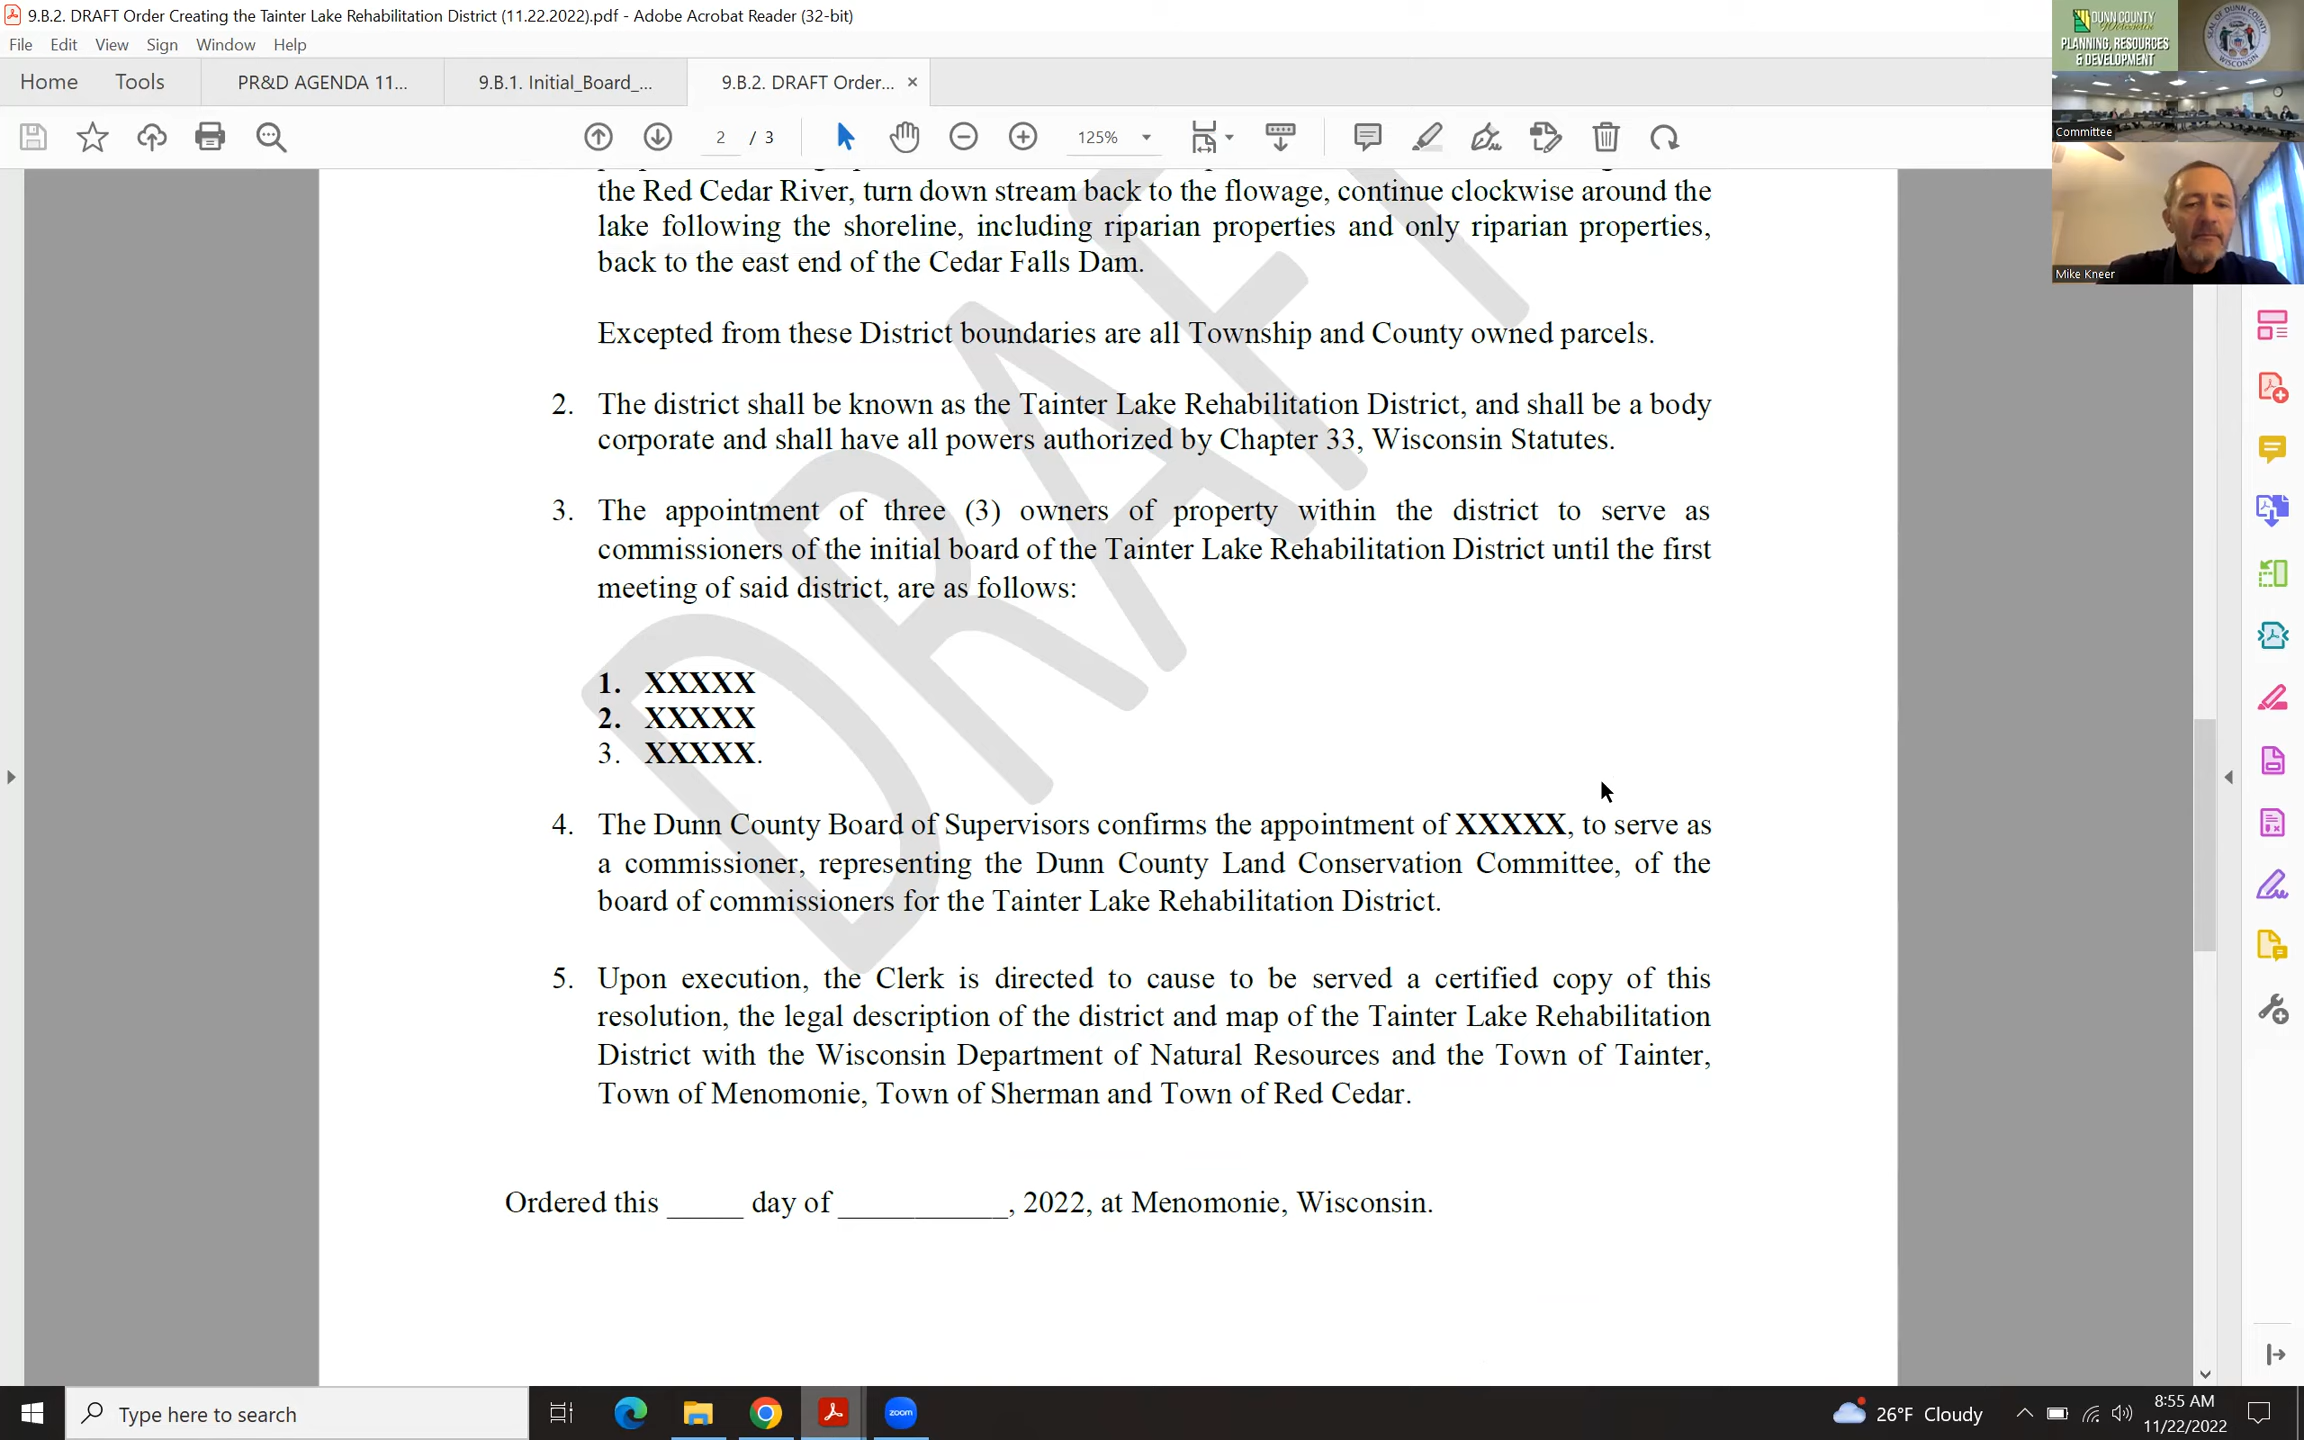 9.B.2. DRAFT Order Creating the Tainter Lake Rehabilitation District (11.22.2022).pdf - Adobe Acrobat Reader (32-bit)
File Edit View Sign Window Help
Home Tools PR&D AGENDA 11... 9.B.1. Initial_Board_... 9.B.2. DRAFT Order... ×
2 / 3 125%
DUNN COUNTY
Wisconsin
PLANNING, RESOURCES
& DEVELOPMENT
SEAL OF DUNN COUNTY
WISCONSIN
Committee
Mike Kneer
the Red Cedar River, turn down stream back to the flowage, continue clockwise around the
lake following the shoreline, including riparian properties and only riparian properties,
back to the east end of the Cedar Falls Dam.
Excepted from these District boundaries are all Township and County owned parcels.
2. The district shall be known as the Tainter Lake Rehabilitation District, and shall be a body
corporate and shall have all powers authorized by Chapter 33, Wisconsin Statutes.
3. The appointment of three (3) owners of property within the district to serve as
commissioners of the initial board of the Tainter Lake Rehabilitation District until the first
meeting of said district, are as follows:
1. XXXXX
2. XXXXX
3. XXXXX.
4. The Dunn County Board of Supervisors confirms the appointment of XXXXX, to serve as
a commissioner, representing the Dunn County Land Conservation Committee, of the
board of commissioners for the Tainter Lake Rehabilitation District.
5. Upon execution, the Clerk is directed to cause to be served a certified copy of this
resolution, the legal description of the district and map of the Tainter Lake Rehabilitation
District with the Wisconsin Department of Natural Resources and the Town of Tainter,
Town of Menomonie, Town of Sherman and Town of Red Cedar.
Ordered this _____ day of ___________, 2022, at Menomonie, Wisconsin.
DRAFT
Type here to search
zoom
26°F Cloudy
8:55 AM
11/22/2022